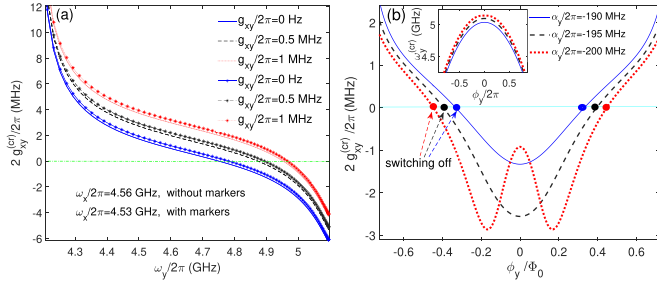 (a)
g_xy/2π=0 Hz
g_xy/2π=0.5 MHz
g_xy/2π=1 MHz
g_xy/2π=0 Hz
g_xy/2π=0.5 MHz
g_xy/2π=1 MHz
ω_x/2π=4.56 GHz, without markers
ω_x/2π=4.53 GHz, with markers
2 g_xy^(cr)/2π (MHz)
12
10
8
6
4
2
0
-2
-4
-6
4.3 4.4 4.5 4.6 4.7 4.8 4.9 5
ω_y/2π (GHz)
(b)
α_y/2π=-190 MHz
α_y/2π=-195 MHz
α_y/2π=-200 MHz
ω_y^(cr) (GHz)
5
4.5
-0.5 0 0.5
ϕ_y/2π
switching off
2 g_xy^(cr)/2π (MHz)
2
1
0
-1
-2
-3
-0.6 -0.4 -0.2 0 0.2 0.4 0.6
ϕ_y/Φ_0